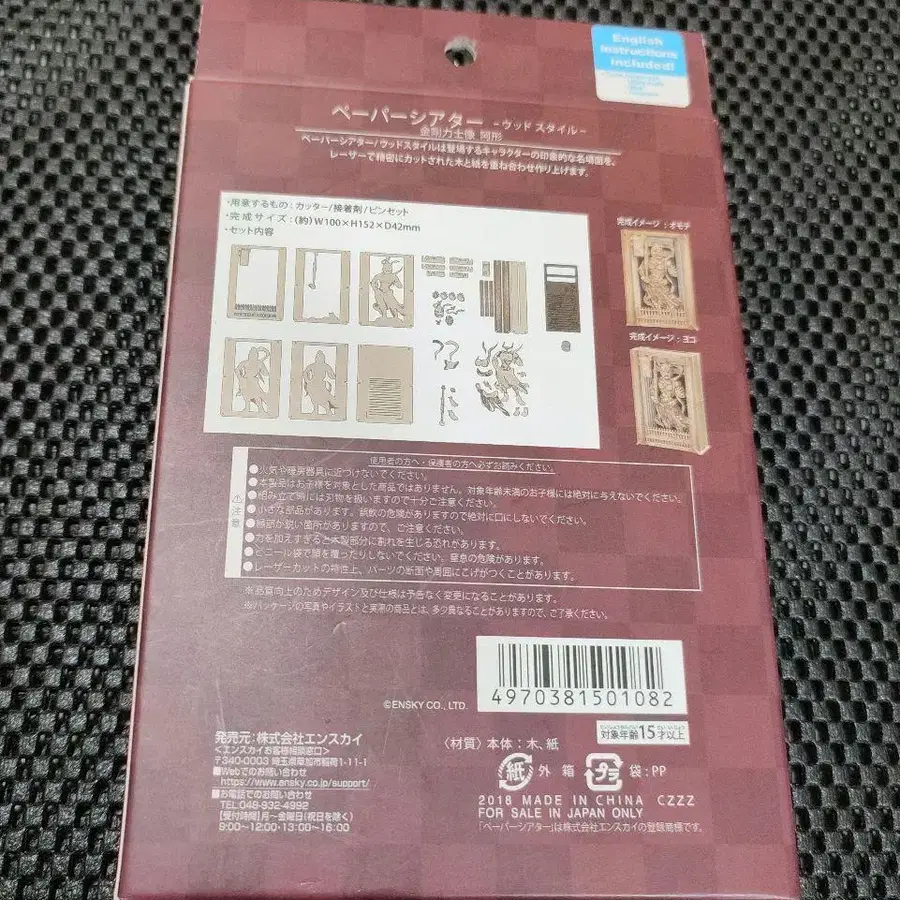 English
Instructions
Included!
ペーパーシアター -ウッド スタイル-
金剛力士像 阿形
ペーパーシアター/ウッドスタイルは登場するキャラクターの印象的な名場面を、
レーザーで精密にカットされた木と紙を重ね合わせ作り上げます。
・用意するもの：カッター/接着剤/ピンセット
・完成サイズ：(約)W100×H152×D42mm
・セット内容
完成イメージ：オモテ
完成イメージ：ヨコ
使用者の方へ・保護者の方へ必ずお読みください。
⚠注意
●火気や暖房器具に近づけないでください。
●本製品はお子様を対象とした商品ではありません。対象年齢未満のお子様には絶対に与えないでください。
●組み立て時には刃物を扱いますので十分ご注意ください。
●小さな部品があります。誤飲の危険がありますので絶対に口にしないでください。
●縁部が鋭い箇所がありますので、ご注意ください。
●力を加えすぎると木製部分に割れを生じる恐れがあります。
●ビニール袋で頭を覆ったりしないでください。窒息の危険があります。
●レーザーカットの特性上、パーツの断面や周囲にこげがつくことがあります。
※品質向上のためデザイン及び仕様は予告なく変更になることがあります。
※パッケージの写真やイラストと実際の商品とは、多少異なることがありますので、ご了承ください。
4970381501082
©ENSKY CO., LTD.
対象年齢15才以上
発売元：株式会社エンスカイ
<エンスカイお客様相談窓口>
〒340-0003 埼玉県草加市稲荷1-11-1
■Webでのお問い合わせ
https://www.ensky.co.jp/support/
■お電話でのお問い合わせ
TEL:048-932-4992
[受付時間]月～金曜日(祝日を除く)
9:00～12:00・13:00～16:00
〈材質〉本体：木、紙
紙 外 箱 プラ 袋：PP
2018 MADE IN CHINA CZZZ
FOR SALE IN JAPAN ONLY
「ペーパーシアター」は株式会社エンスカイの登録商標です。